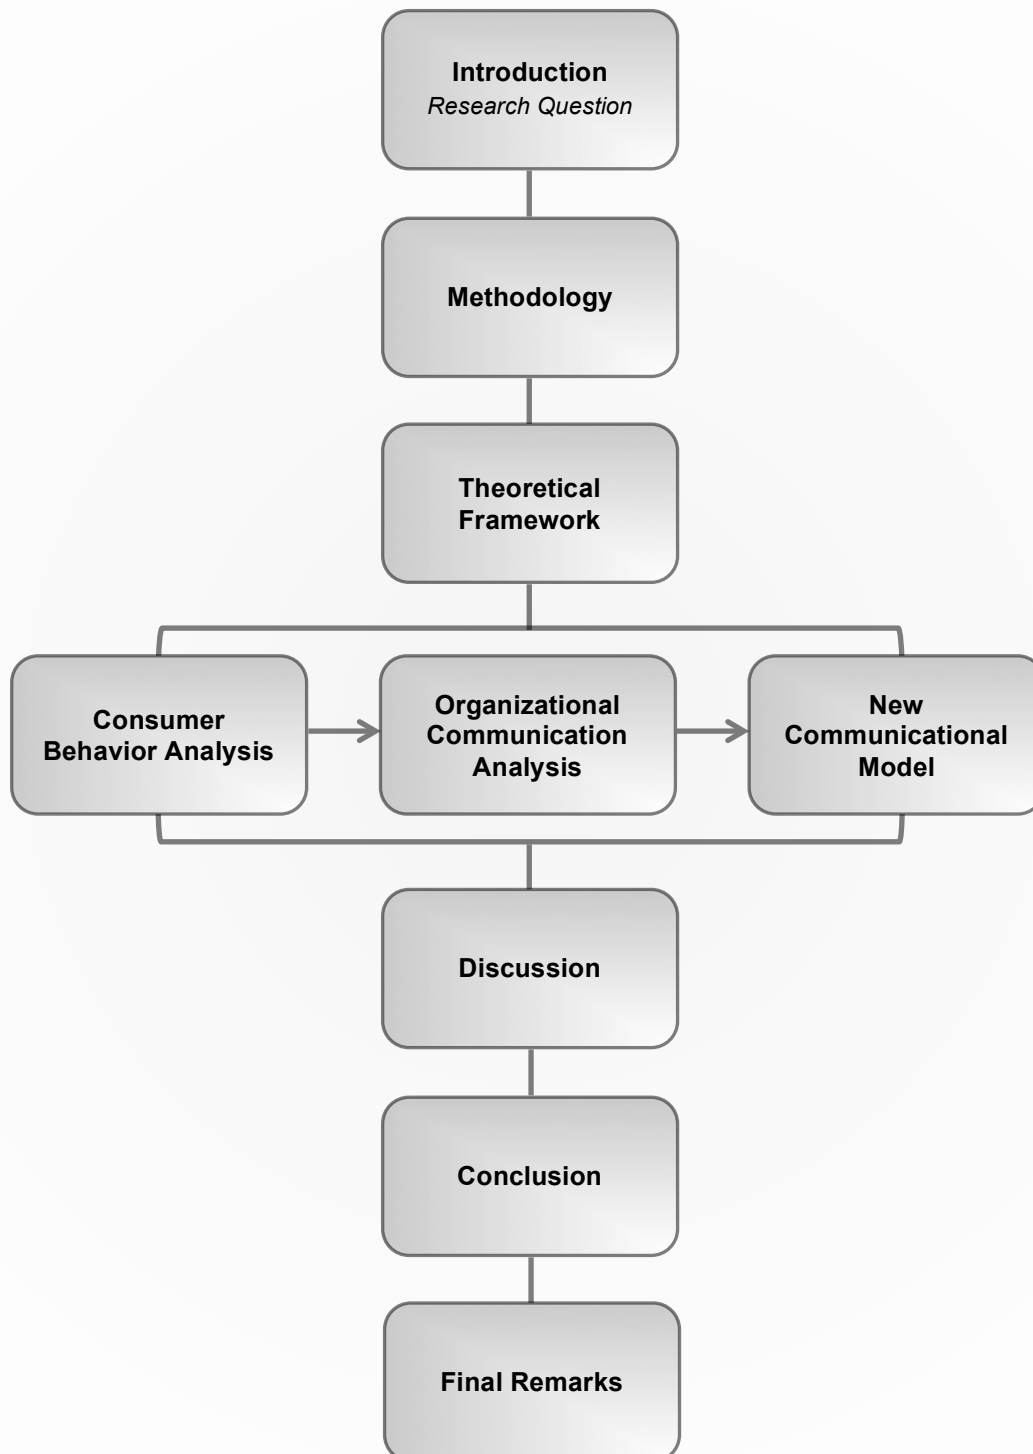 Introduction
Research Question
Methodology
Theoretical
Framework
Consumer
Behavior Analysis
Organizational
Communication
Analysis
New
Communicational
Model
Discussion
Conclusion
Final Remarks